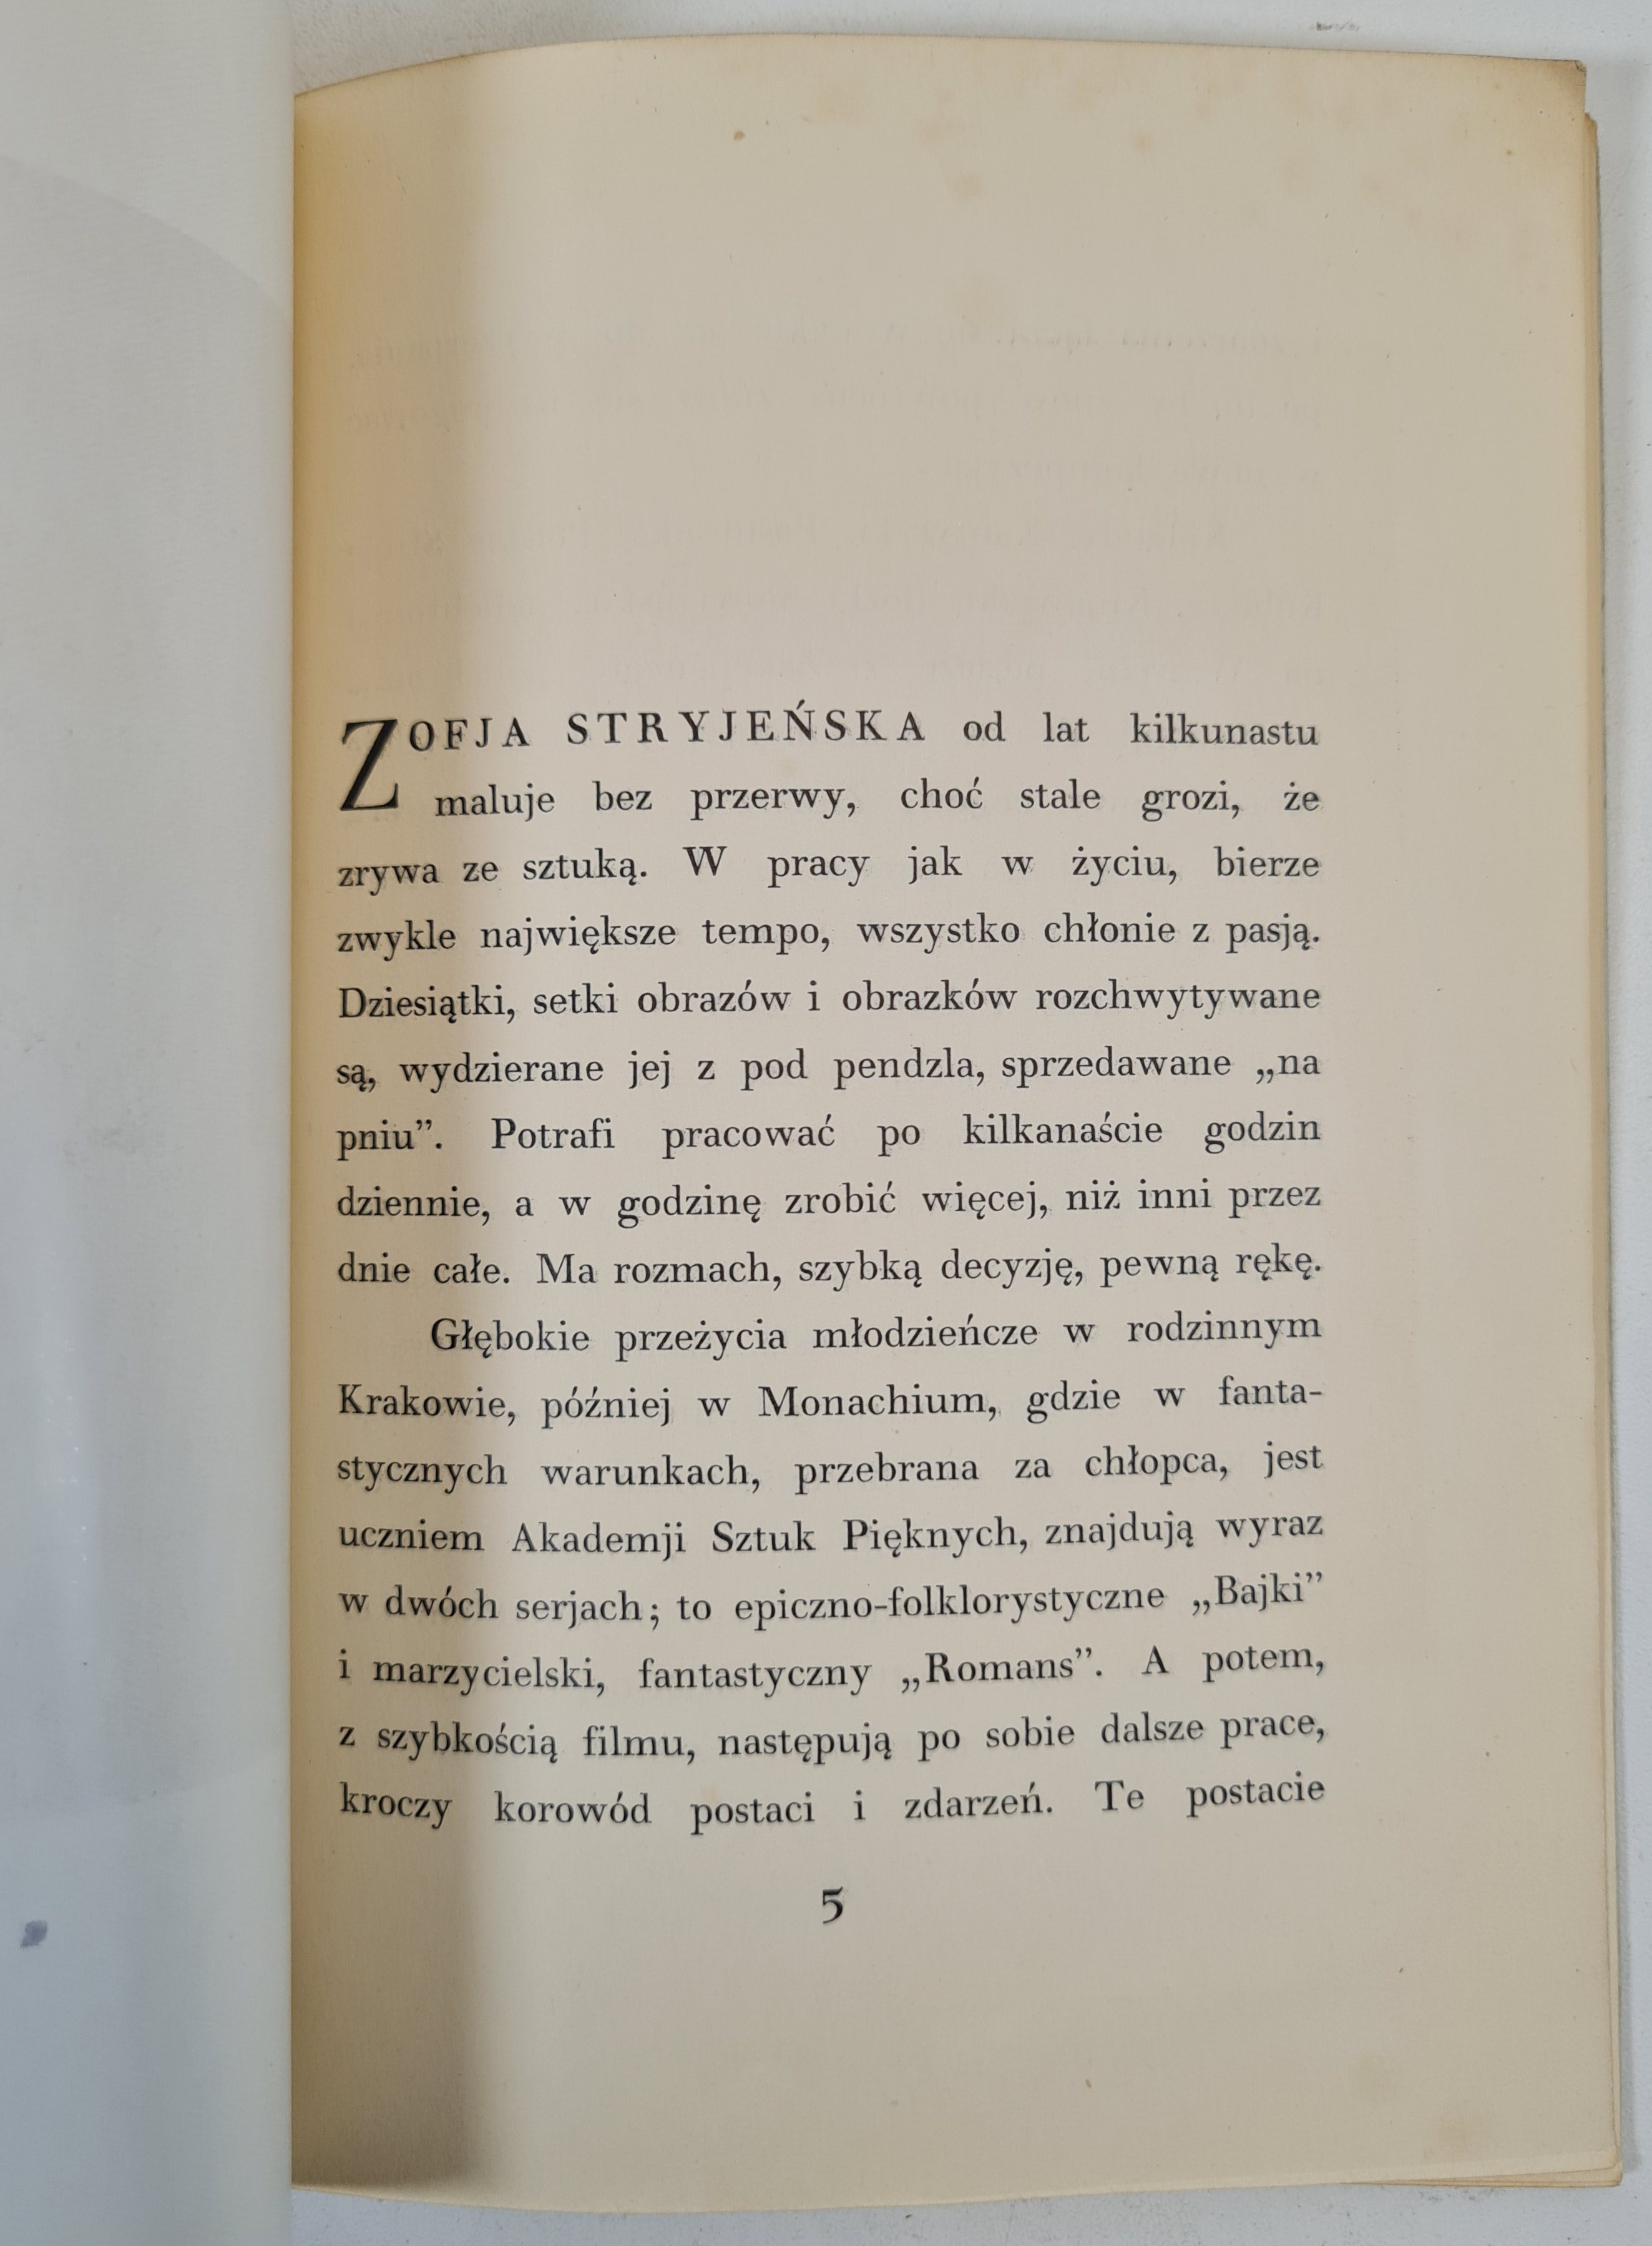 ZOFJA STRYJEŃSKA od lat kilkunastu
maluje bez przerwy, choć stale grozi, że
zrywa ze sztuką. W pracy jak w życiu, bierze
zwykle największe tempo, wszystko chłonie z pasją.
Dziesiątki, setki obrazów i obrazków rozchwytywane
są, wydzierane jej z pod pendzla, sprzedawane „na
pniu”. Potrafi pracować po kilkanaście godzin
dziennie, a w godzinę zrobić więcej, niż inni przez
dnie całe. Ma rozmach, szybką decyzję, pewną rękę.
Głębokie przeżycia młodzieńcze w rodzinnym
Krakowie, później w Monachium, gdzie w fanta-
stycznych warunkach, przebrana za chłopca, jest
uczniem Akademji Sztuk Pięknych, znajdują wyraz
w dwóch serjach; to epiczno-folklorystyczne „Bajki”
i marzycielski, fantastyczny „Romans”. A potem,
z szybkością filmu, następują po sobie dalsze prace,
kroczy korowód postaci i zdarzeń. Te postacie
5